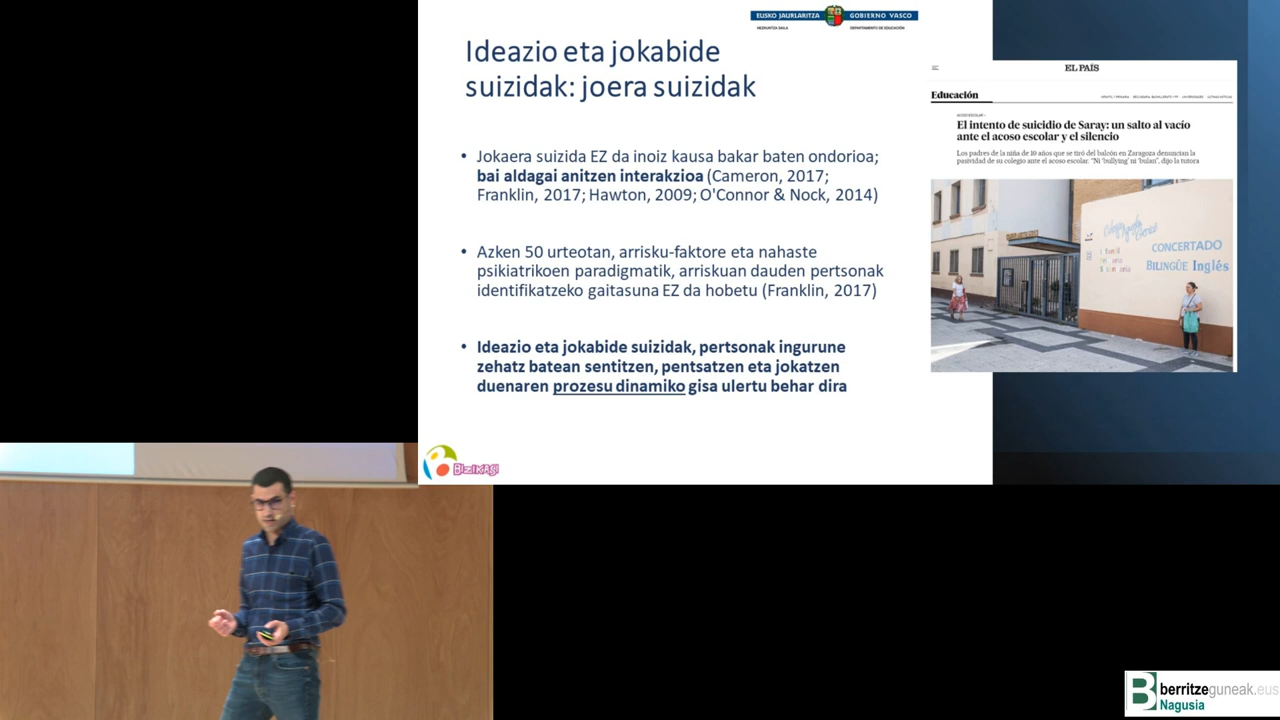 EUSKO JAURLARITZA
GOBIERNO VASCO
HEZKUNTZA SAILA
DEPARTAMENTO DE EDUCACIÓN
Ideazio eta jokabide
suizidak: joera suizidak
• Jokaera suizida EZ da inoiz kausa bakar baten ondorioa;
bai aldagai anitzen interakzioa (Cameron, 2017;
Franklin, 2017; Hawton, 2009; O'Connor & Nock, 2014)
• Azken 50 urteotan, arrisku-faktore eta nahaste
psikiatrikoen paradigmatik, arriskuan dauden pertsonak
identifikatzeko gaitasuna EZ da hobetu (Franklin, 2017)
• Ideazio eta jokabide suizidak, pertsonak ingurune
zehatz batean sentitzen, pentsatzen eta jokatzen
duenaren prozesu dinamiko gisa ulertu behar dira
BIZIKASI
EL PAÍS
Educación
ACOSO ESCOLAR
El intento de suicidio de Saray: un salto al vacío
ante el acoso escolar y el silencio
Los padres de la niña de 10 años que se tiró del balcón en Zaragoza denuncian la
pasividad de su colegio ante el acoso escolar. "Ni 'bullying' ni 'bulan'", dijo la tutora
CONCERTADO
BILINGÜE Inglés
berritzeguneak.eus
Nagusia